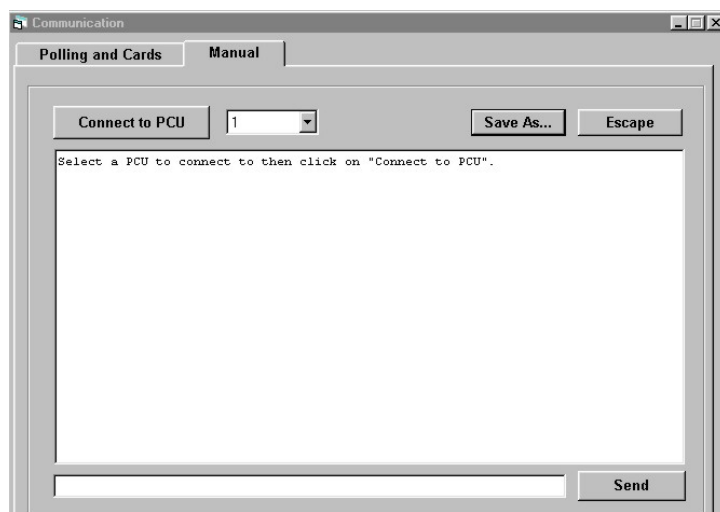 Communication
Polling and Cards Manual
Connect to PCU 1 Save As... Escape
Select a PCU to connect to then click on "Connect to PCU".
Send